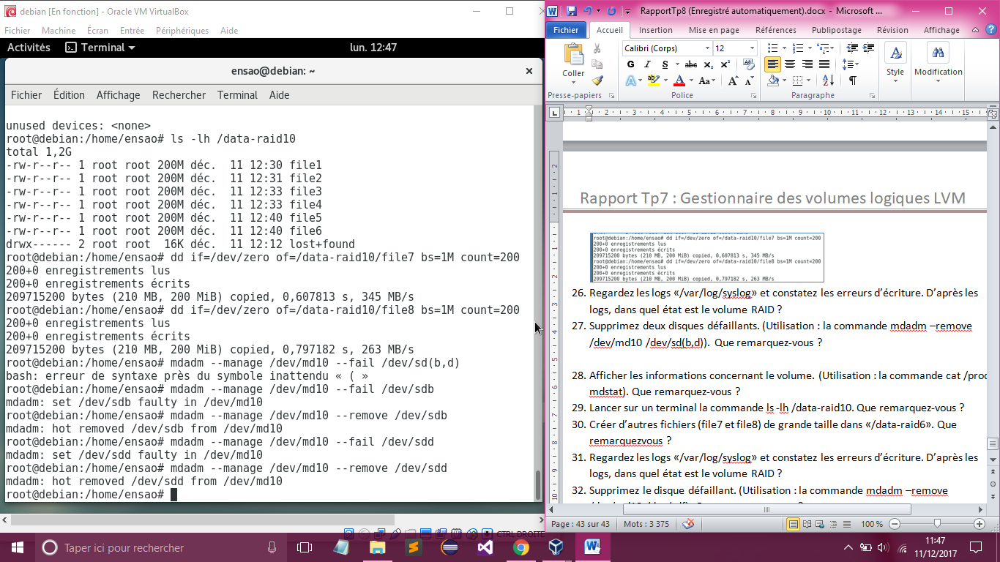 debian [En fonction] - Oracle VM VirtualBox
Fichier Machine Écran Entrée Périphériques Aide
Activités Terminal lun. 12:47
ensao@debian: ~
Fichier Édition Affichage Rechercher Terminal Aide
unused devices: <none>
root@debian:/home/ensao# ls -lh /data-raid10
total 1,2G
-rw-r--r-- 1 root root 200M déc. 11 12:30 file1
-rw-r--r-- 1 root root 200M déc. 11 12:31 file2
-rw-r--r-- 1 root root 200M déc. 11 12:33 file3
-rw-r--r-- 1 root root 200M déc. 11 12:33 file4
-rw-r--r-- 1 root root 200M déc. 11 12:40 file5
-rw-r--r-- 1 root root 200M déc. 11 12:40 file6
drwx------ 2 root root 16K déc. 11 12:12 lost+found
root@debian:/home/ensao# dd if=/dev/zero of=/data-raid10/file7 bs=1M count=200
200+0 enregistrements lus
200+0 enregistrements écrits
209715200 bytes (210 MB, 200 MiB) copied, 0,607813 s, 345 MB/s
root@debian:/home/ensao# dd if=/dev/zero of=/data-raid10/file8 bs=1M count=200
200+0 enregistrements lus
200+0 enregistrements écrits
209715200 bytes (210 MB, 200 MiB) copied, 0,797182 s, 263 MB/s
root@debian:/home/ensao# mdadm --manage /dev/md10 --fail /dev/sd(b,d)
bash: erreur de syntaxe près du symbole inattendu « ( »
root@debian:/home/ensao# mdadm --manage /dev/md10 --fail /dev/sdb
mdadm: set /dev/sdb faulty in /dev/md10
root@debian:/home/ensao# mdadm --manage /dev/md10 --remove /dev/sdb
mdadm: hot removed /dev/sdb from /dev/md10
root@debian:/home/ensao# mdadm --manage /dev/md10 --fail /dev/sdd
mdadm: set /dev/sdd faulty in /dev/md10
root@debian:/home/ensao# mdadm --manage /dev/md10 --remove /dev/sdd
mdadm: hot removed /dev/sdd from /dev/md10
root@debian:/home/ensao#
CTRL DROITE
RapportTp8 (Enregistré automatiquement).docx - Microsoft ...
Fichier Accueil Insertion Mise en page Références Publipostage Révision Affichage
Calibri (Corps) 12
Coller
G I S abc x₂ x²
Style
Modification
Presse-papiers Police Paragraphe
1 1 2 3 4 5 6 7 8 9 10 11 12 13 14 15
Rapport Tp7 : Gestionnaire des volumes logiques LVM
root@debian:/home/ensao# dd if=/dev/zero of=/data-raid10/file7 bs=1M count=200
200+0 enregistrements lus
200+0 enregistrements écrits
209715200 bytes (210 MB, 200 MiB) copied, 0,607813 s, 345 MB/s
root@debian:/home/ensao# dd if=/dev/zero of=/data-raid10/file8 bs=1M count=200
200+0 enregistrements lus
200+0 enregistrements écrits
209715200 bytes (210 MB, 200 MiB) copied, 0,797182 s, 263 MB/s
26. Regardez les logs «/var/log/syslog» et constatez les erreurs d’écriture. D’après les
logs, dans quel état est le volume RAID ?
27. Supprimez deux disques défaillants. (Utilisation : la commande mdadm –remove
/dev/md10 /dev/sd(b,d)). Que remarquez-vous ?
28. Afficher les informations concernant le volume. (Utilisation : la commande cat /proc
mdstat). Que remarquez-vous ?
29. Lancer sur un terminal la commande ls -lh /data-raid10. Que remarquez-vous ?
30. Créer d’autres fichiers (file7 et file8) de grande taille dans «/data-raid6». Que
remarquezvous ?
31. Regardez les logs «/var/log/syslog» et constatez les erreurs d’écriture. D’après les
logs, dans quel état est le volume RAID ?
32. Supprimez le disque défaillant. (Utilisation : la commande mdadm –remove
Page : 43 sur 43 Mots : 3 375 100 %
Taper ici pour rechercher
11:47
11/12/2017